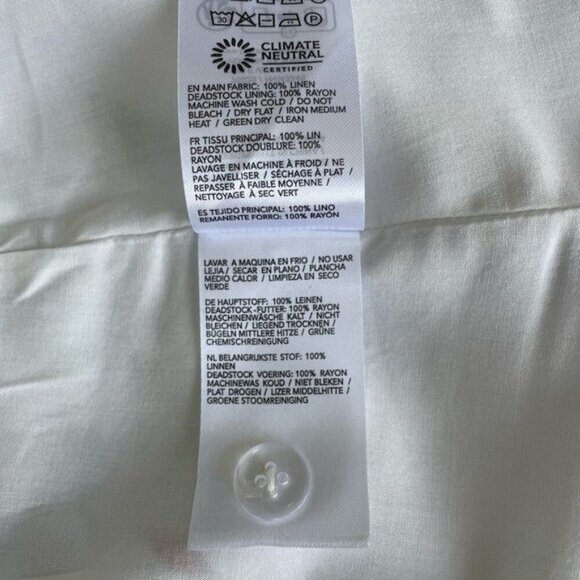 30
P
CLIMATE
NEUTRAL
CERTIFIED
EN MAIN FABRIC: 100% LINEN
DEADSTOCK LINING: 100% RAYON
MACHINE WASH COLD / DO NOT
BLEACH / DRY FLAT / IRON MEDIUM
HEAT / GREEN DRY CLEAN
FR TISSU PRINCIPAL: 100% LIN
DEADSTOCK DOUBLURE: 100%
RAYON
LAVAGE EN MACHINE À FROID / NE
PAS JAVELLISER / SÉCHAGE À PLAT /
REPASSER À FAIBLE MOYENNE /
NETTOYAGE À SEC VERT
ES TEJIDO PRINCIPAL: 100% LINO
REMANENTE FORRO: 100% RAYÓN
LAVAR A MAQUINA EN FRIO / NO USAR
LEJIA / SECAR EN PLANO / PLANCHA
MEDIO CALOR / LIMPIEZA EN SECO
VERDE
DE HAUPTSTOFF: 100% LEINEN
DEADSTOCK-FUTTER: 100% RAYON
MASCHINENWÄSCHE KALT / NICHT
BLEICHEN / LIEGEND TROCKNEN /
BÜGELN MITTLERE HITZE / GRÜNE
CHEMISCHREINIGUNG
NL BELANGRIJKSTE STOF: 100%
LINNEN
DEADSTOCK VOERING: 100% RAYON
MACHINEWAS KOUD / NIET BLEKEN /
PLAT DROGEN / IJZER MIDDELHITTE /
GROENE STOOMREINIGING